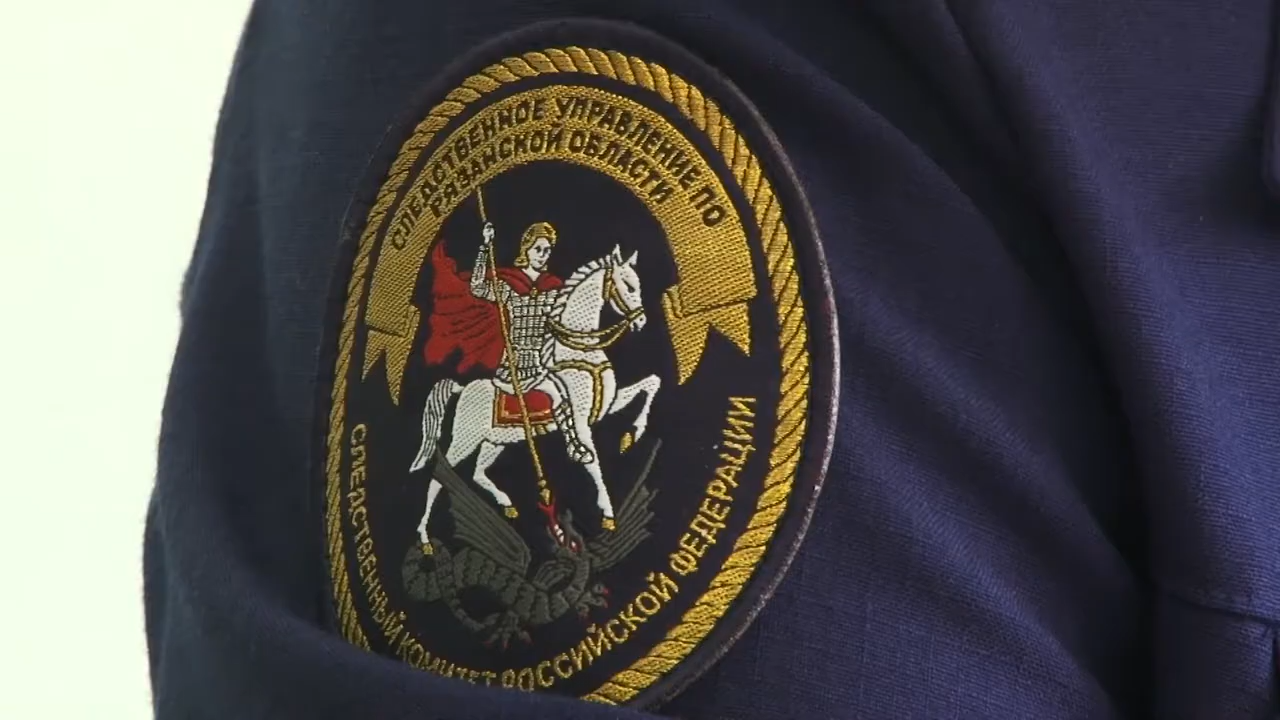 СЛЕДСТВЕННОЕ УПРАВЛЕНИЕ ПО
РЯЗАНСКОЙ ОБЛАСТИ
СЛЕДСТВЕННЫЙ КОМИТЕТ РОССИЙСКОЙ ФЕДЕРАЦИИ